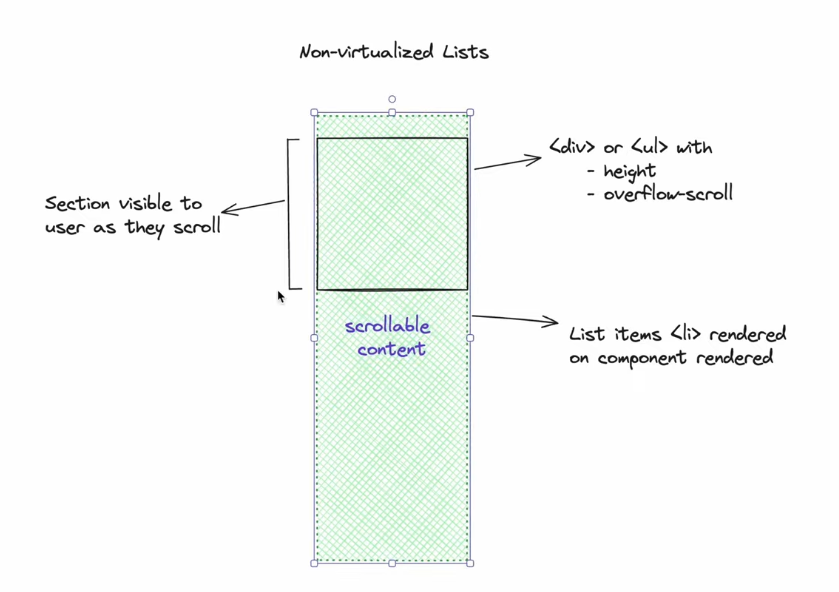 Non-virtualized Lists
<div> or <ul> with
- height
- overflow-scroll
Section visible to
user as they scroll
scrollable
content
List items <li> rendered
on component rendered